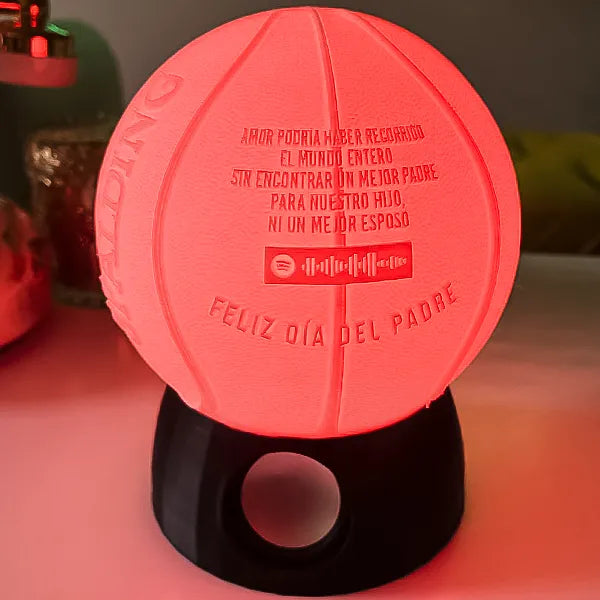 AMOR PODRÍA HABER RECORRIDO
EL MUNDO ENTERO
SIN ENCONTRAR UN MEJOR PADRE
PARA NUESTRO HIJO,
NI UN MEJOR ESPOSO
FELIZ DÍA DEL PADRE